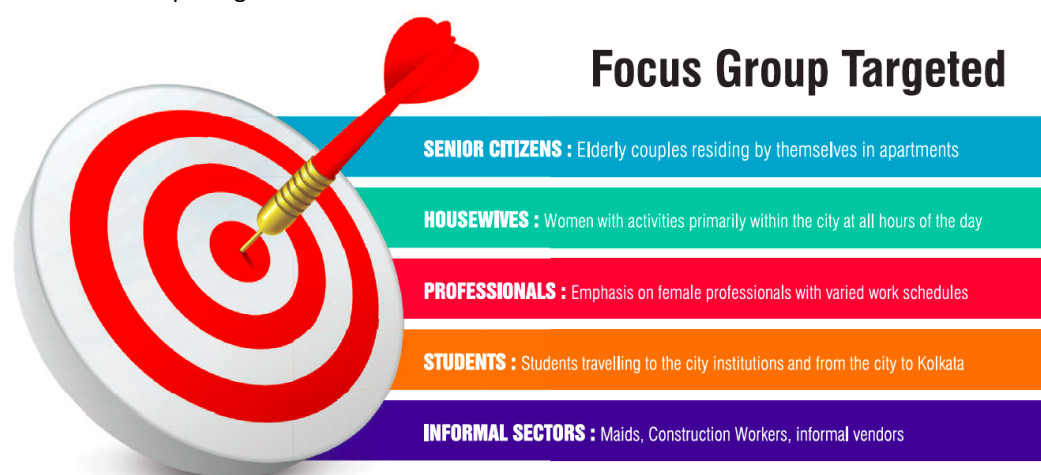 Focus Group Targeted
SENIOR CITIZENS : Elderly couples residing by themselves in apartments
HOUSEWIVES : Women with activities primarily within the city at all hours of the day
PROFESSIONALS : Emphasis on female professionals with varied work schedules
STUDENTS : Students travelling to the city institutions and from the city to Kolkata
INFORMAL SECTORS : Maids, Construction Workers, informal vendors